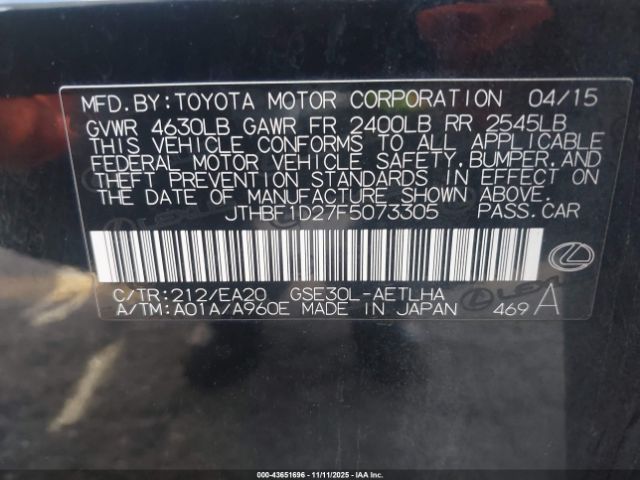 MFD.BY:TOYOTA MOTOR CORPORATION 04/15
GVWR 4630LB GAWR FR 2400LB RR 2545LB
THIS VEHICLE CONFORMS TO ALL APPLICABLE
FEDERAL MOTOR VEHICLE SAFETY,BUMPER,AND
THEFT PREVENTION STANDARDS IN EFFECT ON
THE DATE OF MANUFACTURE SHOWN ABOVE.
JTHBF1D27F5073305 PASS.CAR
C/TR:212/EA20 GSE30L-AETLHA
A/TM:A01A/A960E MADE IN JAPAN 469 A
000-43651696 - 11/11/2025 - IAA Inc.